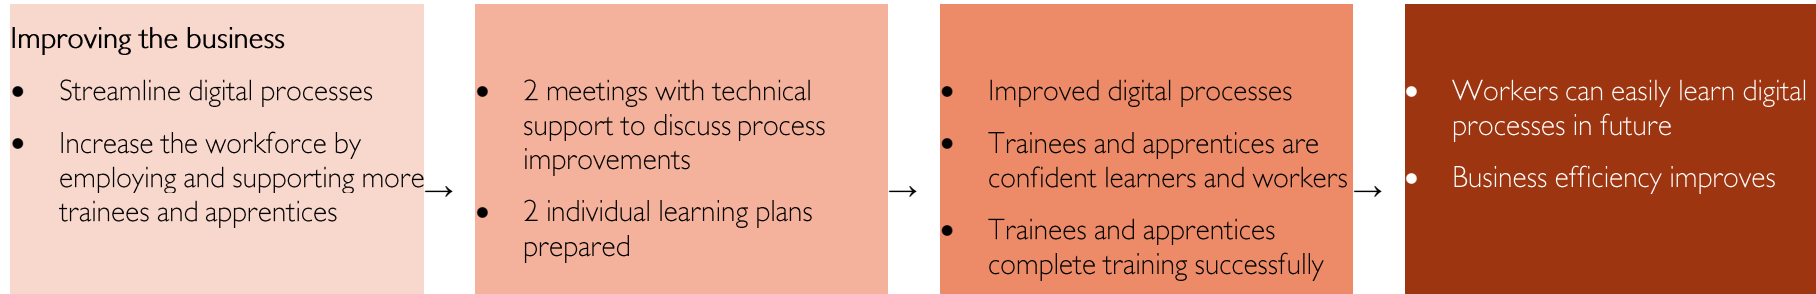 Improving the business
• Streamline digital processes
• Increase the workforce by
employing and supporting more
trainees and apprentices
→
• 2 meetings with technical
support to discuss process
improvements
• 2 individual learning plans
prepared
→
• Improved digital processes
• Trainees and apprentices are
confident learners and workers
• Trainees and apprentices
complete training successfully
→
• Workers can easily learn digital
processes in future
• Business efficiency improves